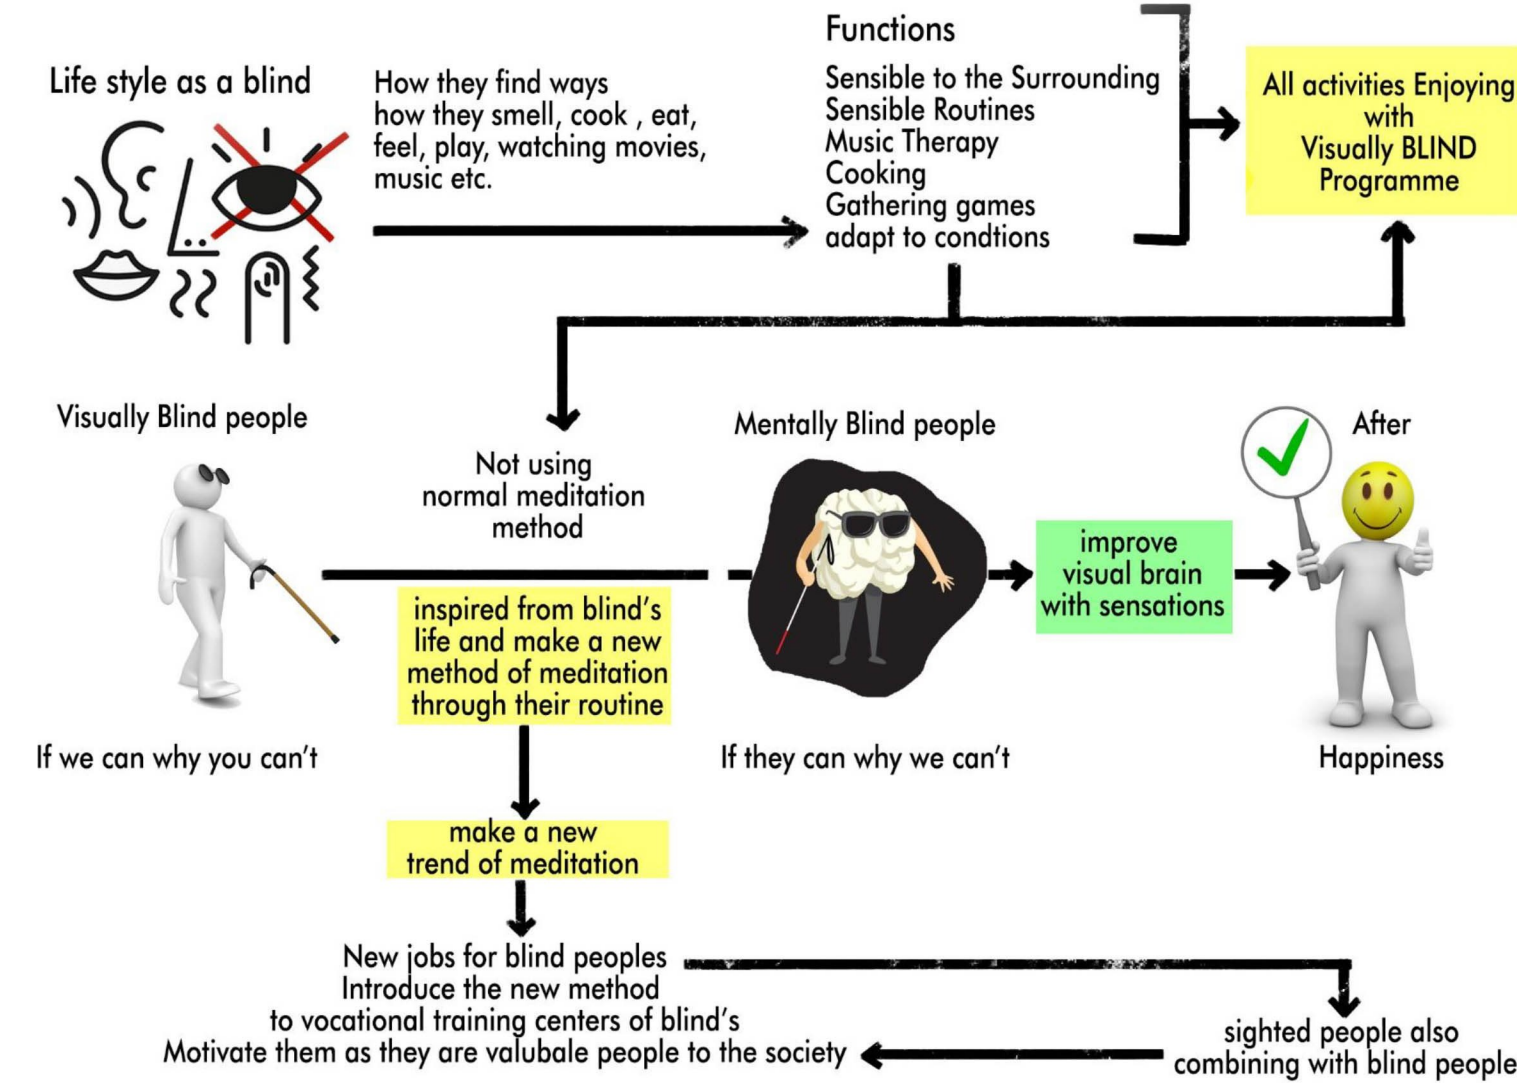 Life style as a blind
How they find ways
how they smell, cook , eat,
feel, play, watching movies,
music etc.
Functions
Sensible to the Surrounding
Sensible Routines
Music Therapy
Cooking
Gathering games
adapt to condtions
All activities Enjoying
with
Visually BLIND
Programme
Visually Blind people
Not using
normal meditation
method
Mentally Blind people
After
improve
visual brain
with sensations
inspired from blind's
life and make a new
method of meditation
through their routine
If we can why you can't
If they can why we can't
Happiness
make a new
trend of meditation
New jobs for blind peoples
Introduce the new method
to vocational training centers of blind's
Motivate them as they are valubale people to the society
sighted people also
combining with blind people